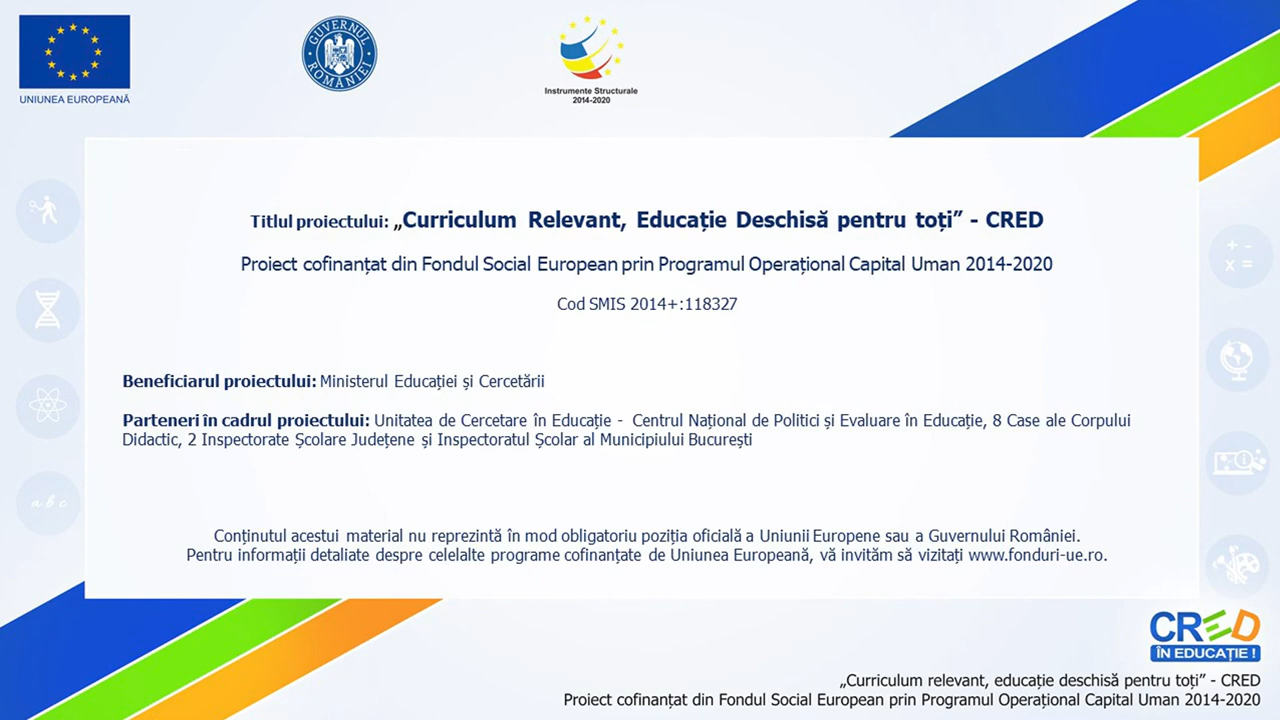 UNIUNEA EUROPEANĂ
GUVERNUL ROMÂNIEI
Instrumente Structurale
2014-2020
Titlul proiectului: „Curriculum Relevant, Educație Deschisă pentru toți” - CRED
Proiect cofinanțat din Fondul Social European prin Programul Operațional Capital Uman 2014-2020
Cod SMIS 2014+:118327
Beneficiarul proiectului: Ministerul Educației și Cercetării
Parteneri în cadrul proiectului: Unitatea de Cercetare în Educație - Centrul Național de Politici și Evaluare în Educație, 8 Case ale Corpului
Didactic, 2 Inspectorate Școlare Județene și Inspectoratul Școlar al Municipiului București
a b c
+ -
x =
Conținutul acestui material nu reprezintă în mod obligatoriu poziția oficială a Uniunii Europene sau a Guvernului României.
Pentru informații detaliate despre celelalte programe cofinanțate de Uniunea Europeană, vă invităm să vizitați www.fonduri-ue.ro.
CRED
ÎN EDUCAȚIE !
„Curriculum relevant, educație deschisă pentru toți” - CRED
Proiect cofinanțat din Fondul Social European prin Programul Operațional Capital Uman 2014-2020